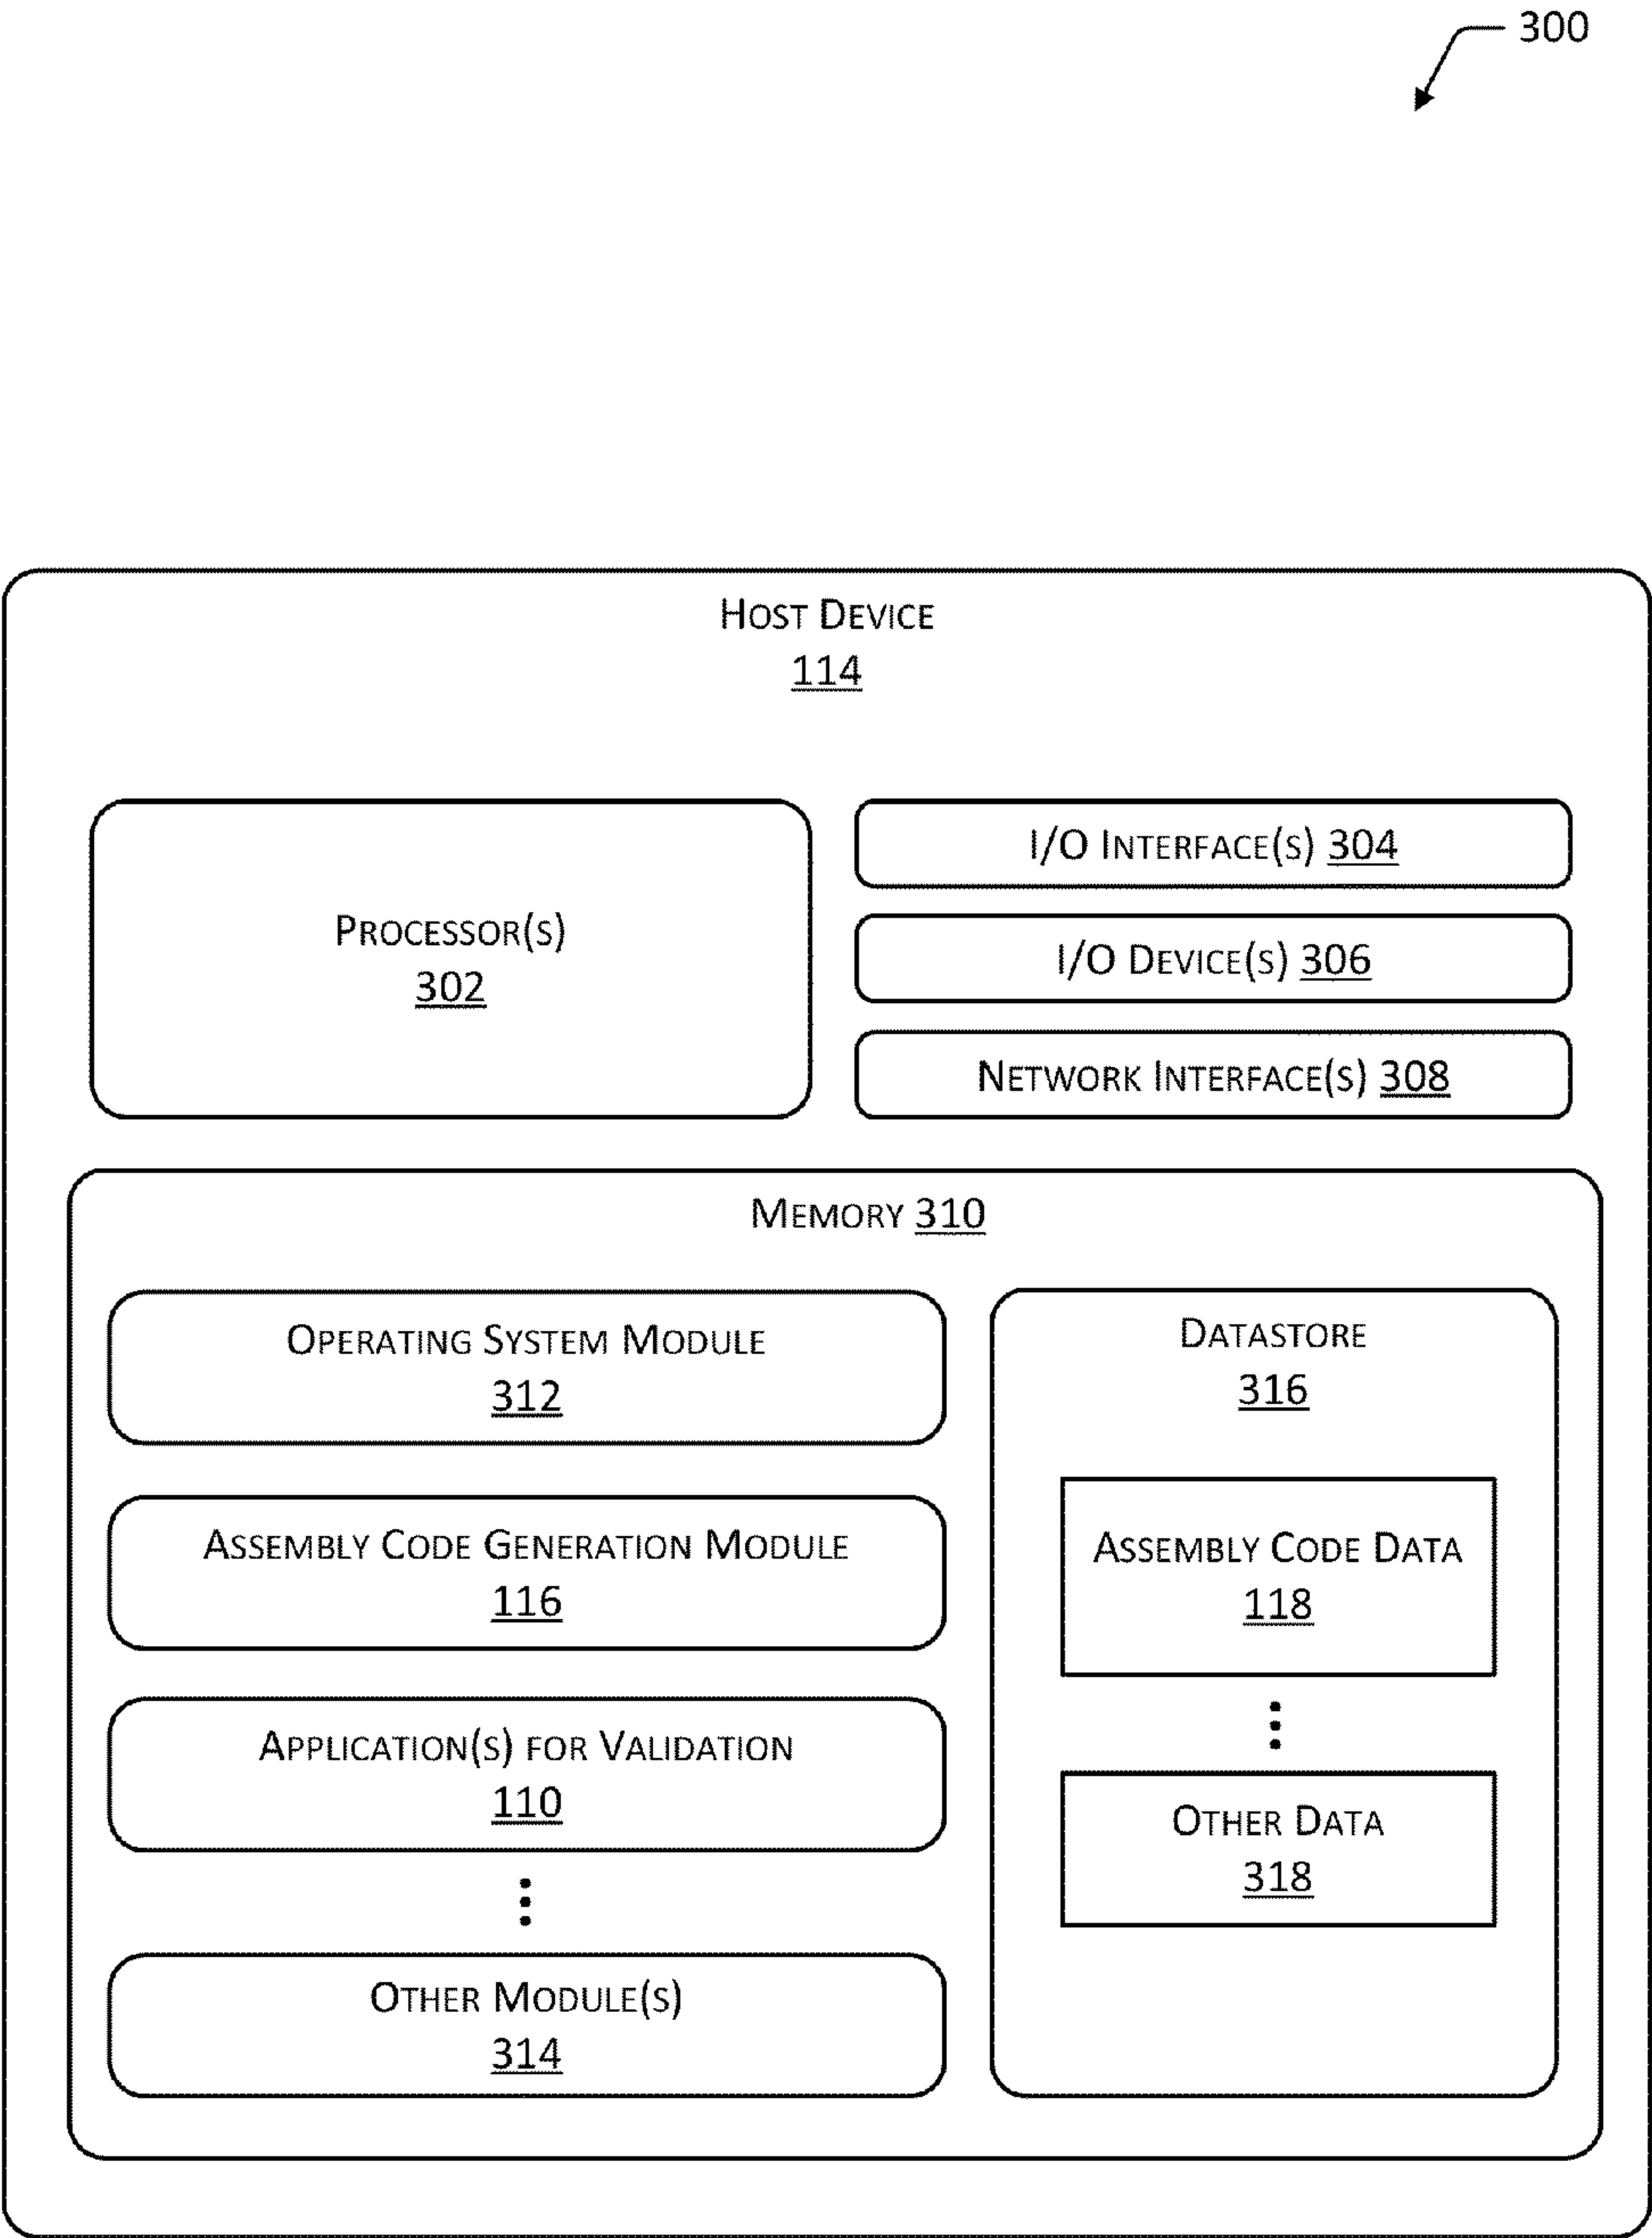 300
Host Device
114
Processor(s)
302
I/O Interface(s) 304
I/O Device(s) 306
Network Interface(s) 308
Memory 310
Operating System Module
312
Assembly Code Generation Module
116
Application(s) for Validation
110
Other Module(s)
314
Datastore
316
Assembly Code Data
118
Other Data
318